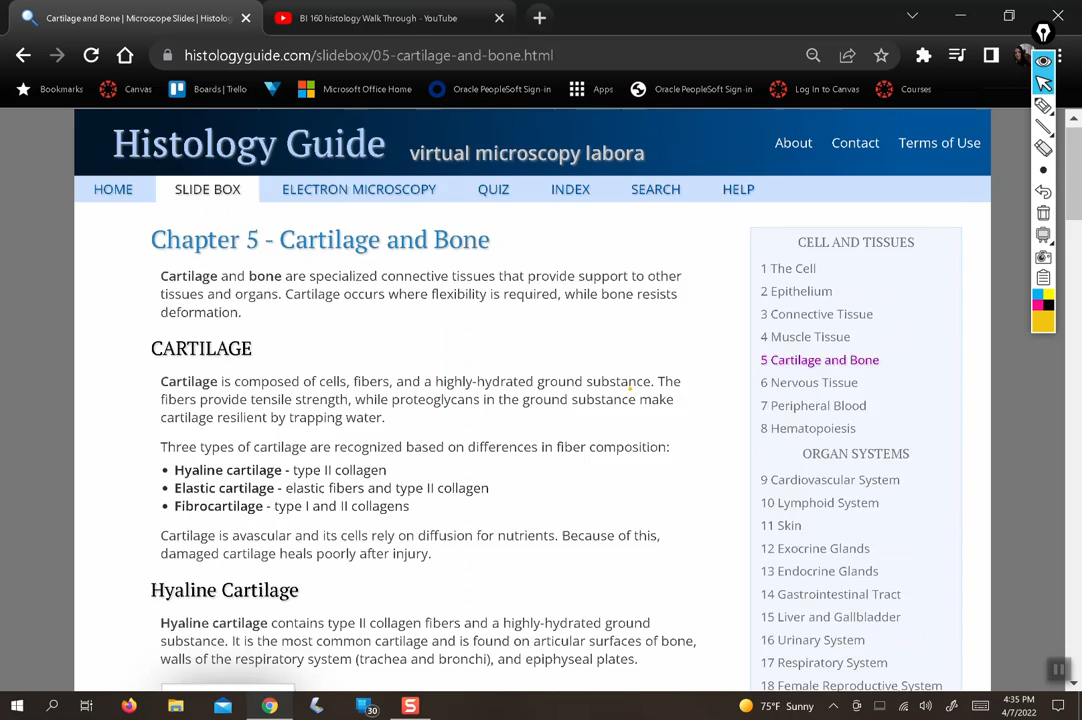 Cartilage and Bone | Microscope Slides | Histolog
BI 160 histology Walk Through - YouTube
histologyguide.com/slidebox/05-cartilage-and-bone.html
Bookmarks Canvas Boards | Trello Microsoft Office Home Oracle PeopleSoft Sign-in Apps Oracle PeopleSoft Sign-in Log In to Canvas Courses
Histology Guide virtual microscopy labora
About Contact Terms of Use
HOME SLIDE BOX ELECTRON MICROSCOPY QUIZ INDEX SEARCH HELP
Chapter 5 - Cartilage and Bone
Cartilage and bone are specialized connective tissues that provide support to other
tissues and organs. Cartilage occurs where flexibility is required, while bone resists
deformation.
CARTILAGE
Cartilage is composed of cells, fibers, and a highly-hydrated ground substance. The
fibers provide tensile strength, while proteoglycans in the ground substance make
cartilage resilient by trapping water.
Three types of cartilage are recognized based on differences in fiber composition:
• Hyaline cartilage - type II collagen
• Elastic cartilage - elastic fibers and type II collagen
• Fibrocartilage - type I and II collagens
Cartilage is avascular and its cells rely on diffusion for nutrients. Because of this,
damaged cartilage heals poorly after injury.
Hyaline Cartilage
Hyaline cartilage contains type II collagen fibers and a highly-hydrated ground
substance. It is the most common cartilage and is found on articular surfaces of bone,
walls of the respiratory system (trachea and bronchi), and epiphyseal plates.
CELL AND TISSUES
1 The Cell
2 Epithelium
3 Connective Tissue
4 Muscle Tissue
5 Cartilage and Bone
6 Nervous Tissue
7 Peripheral Blood
8 Hematopoiesis
ORGAN SYSTEMS
9 Cardiovascular System
10 Lymphoid System
11 Skin
12 Exocrine Glands
13 Endocrine Glands
14 Gastrointestinal Tract
15 Liver and Gallbladder
16 Urinary System
17 Respiratory System
18 Female Reproductive System
30
75°F Sunny
4:35 PM
4/7/2022